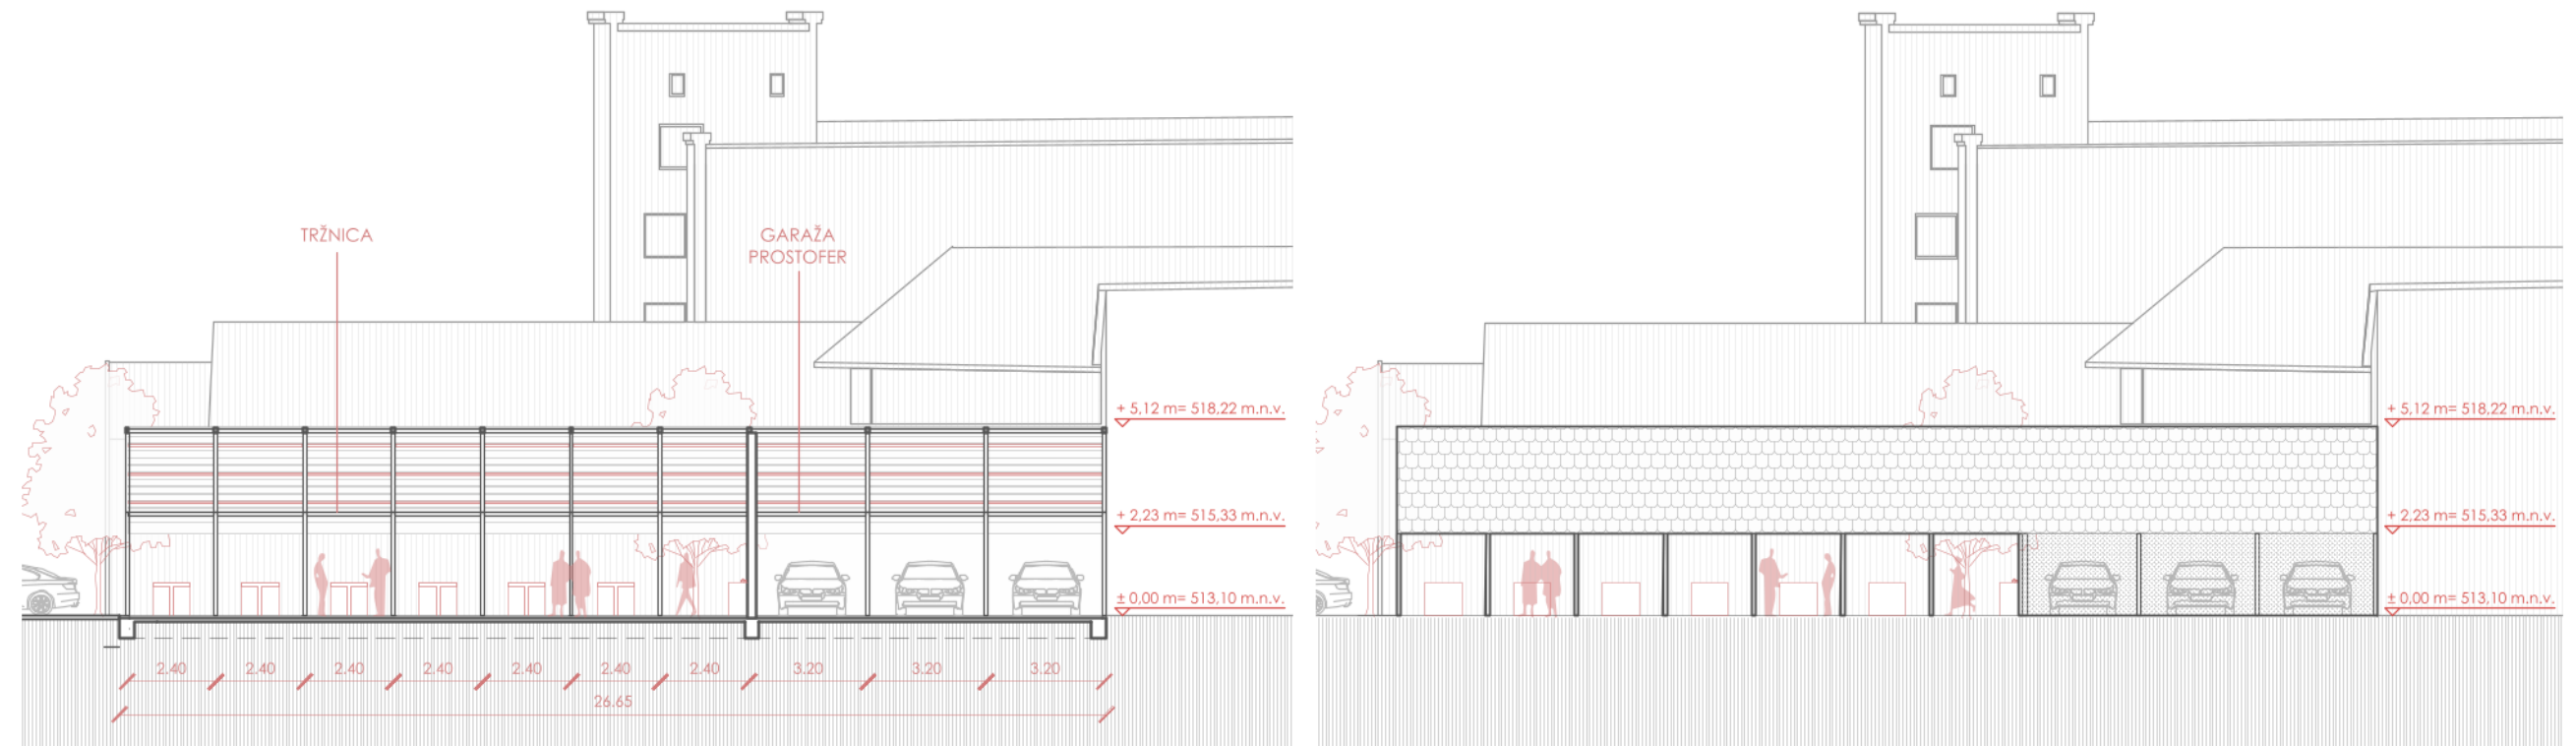 TRŽNICA
GARAŽA
PROSTOFER
+ 5,12 m= 518,22 m.n.v.
+ 2,23 m= 515,33 m.n.v.
± 0,00 m= 513,10 m.n.v.
2.40 2.40 2.40 2.40 2.40 2.40 2.40 3.20 3.20 3.20
26.65
+ 5,12 m= 518,22 m.n.v.
+ 2,23 m= 515,33 m.n.v.
± 0,00 m= 513,10 m.n.v.